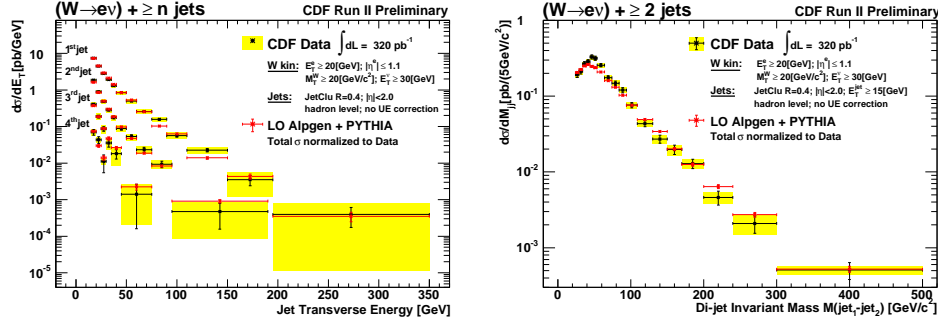 (W→eν) + ≥ n jets
CDF Run II Preliminary
dσ/dE_T [pb/GeV]
10
1
10⁻¹
10⁻²
10⁻³
10⁻⁴
10⁻⁵
1ˢᵗ jet
2ⁿᵈ jet
3ʳᵈ jet
4ᵗʰ jet
CDF Data ∫dL = 320 pb⁻¹
W kin: E_T^e ≥ 20[GeV]; |η^e| ≤ 1.1
M_T^W ≥ 20[GeV/c²]; E_T^ν ≥ 30[GeV]
Jets: JetClu R=0.4; |η|<2.0
hadron level; no UE correction
LO Alpgen + PYTHIA
Total σ normalized to Data
0 50 100 150 200 250 300 350
Jet Transverse Energy [GeV]
(W→eν) + ≥ 2 jets
CDF Run II Preliminary
dσ/dM_jj [pb/(5GeV/c²)]
1
10⁻¹
10⁻²
10⁻³
CDF Data ∫dL = 320 pb⁻¹
W kin: E_T^e ≥ 20[GeV]; |η^e| ≤ 1.1
M_T^W ≥ 20[GeV/c²]; E_T^ν ≥ 30[GeV]
Jets: JetClu R=0.4; |η|<2.0; E_T^jet ≥ 15[GeV]
hadron level; no UE correction
LO Alpgen + PYTHIA
Total σ normalized to Data
0 100 200 300 400 500
Di-jet Invariant Mass M(jet₁-jet₂) [GeV/c²]